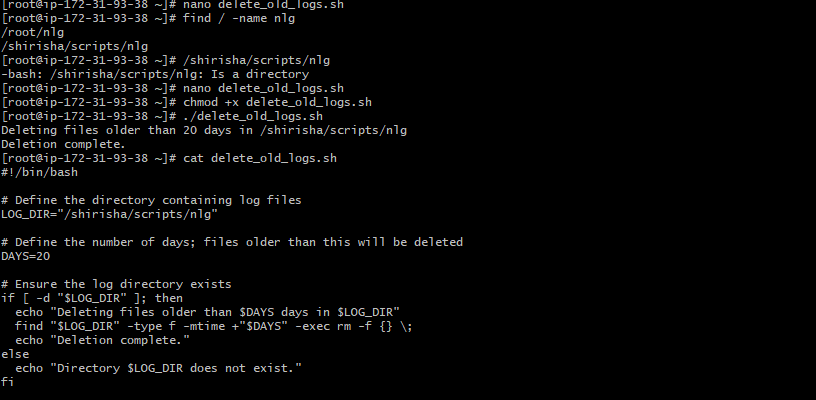 [root@ip-172-31-93-38 ~]# nano delete_old_logs.sh
[root@ip-172-31-93-38 ~]# find / -name nlg
/root/nlg
/shirisha/scripts/nlg
[root@ip-172-31-93-38 ~]# /shirisha/scripts/nlg
-bash: /shirisha/scripts/nlg: Is a directory
[root@ip-172-31-93-38 ~]# nano delete_old_logs.sh
[root@ip-172-31-93-38 ~]# chmod +x delete_old_logs.sh
[root@ip-172-31-93-38 ~]# ./delete_old_logs.sh
Deleting files older than 20 days in /shirisha/scripts/nlg
Deletion complete.
[root@ip-172-31-93-38 ~]# cat delete_old_logs.sh
#!/bin/bash

# Define the directory containing log files
LOG_DIR="/shirisha/scripts/nlg"

# Define the number of days; files older than this will be deleted
DAYS=20

# Ensure the log directory exists
if [ -d "$LOG_DIR" ]; then
  echo "Deleting files older than $DAYS days in $LOG_DIR"
  find "$LOG_DIR" -type f -mtime +"$DAYS" -exec rm -f {} \;
  echo "Deletion complete."
else
  echo "Directory $LOG_DIR does not exist."
fi